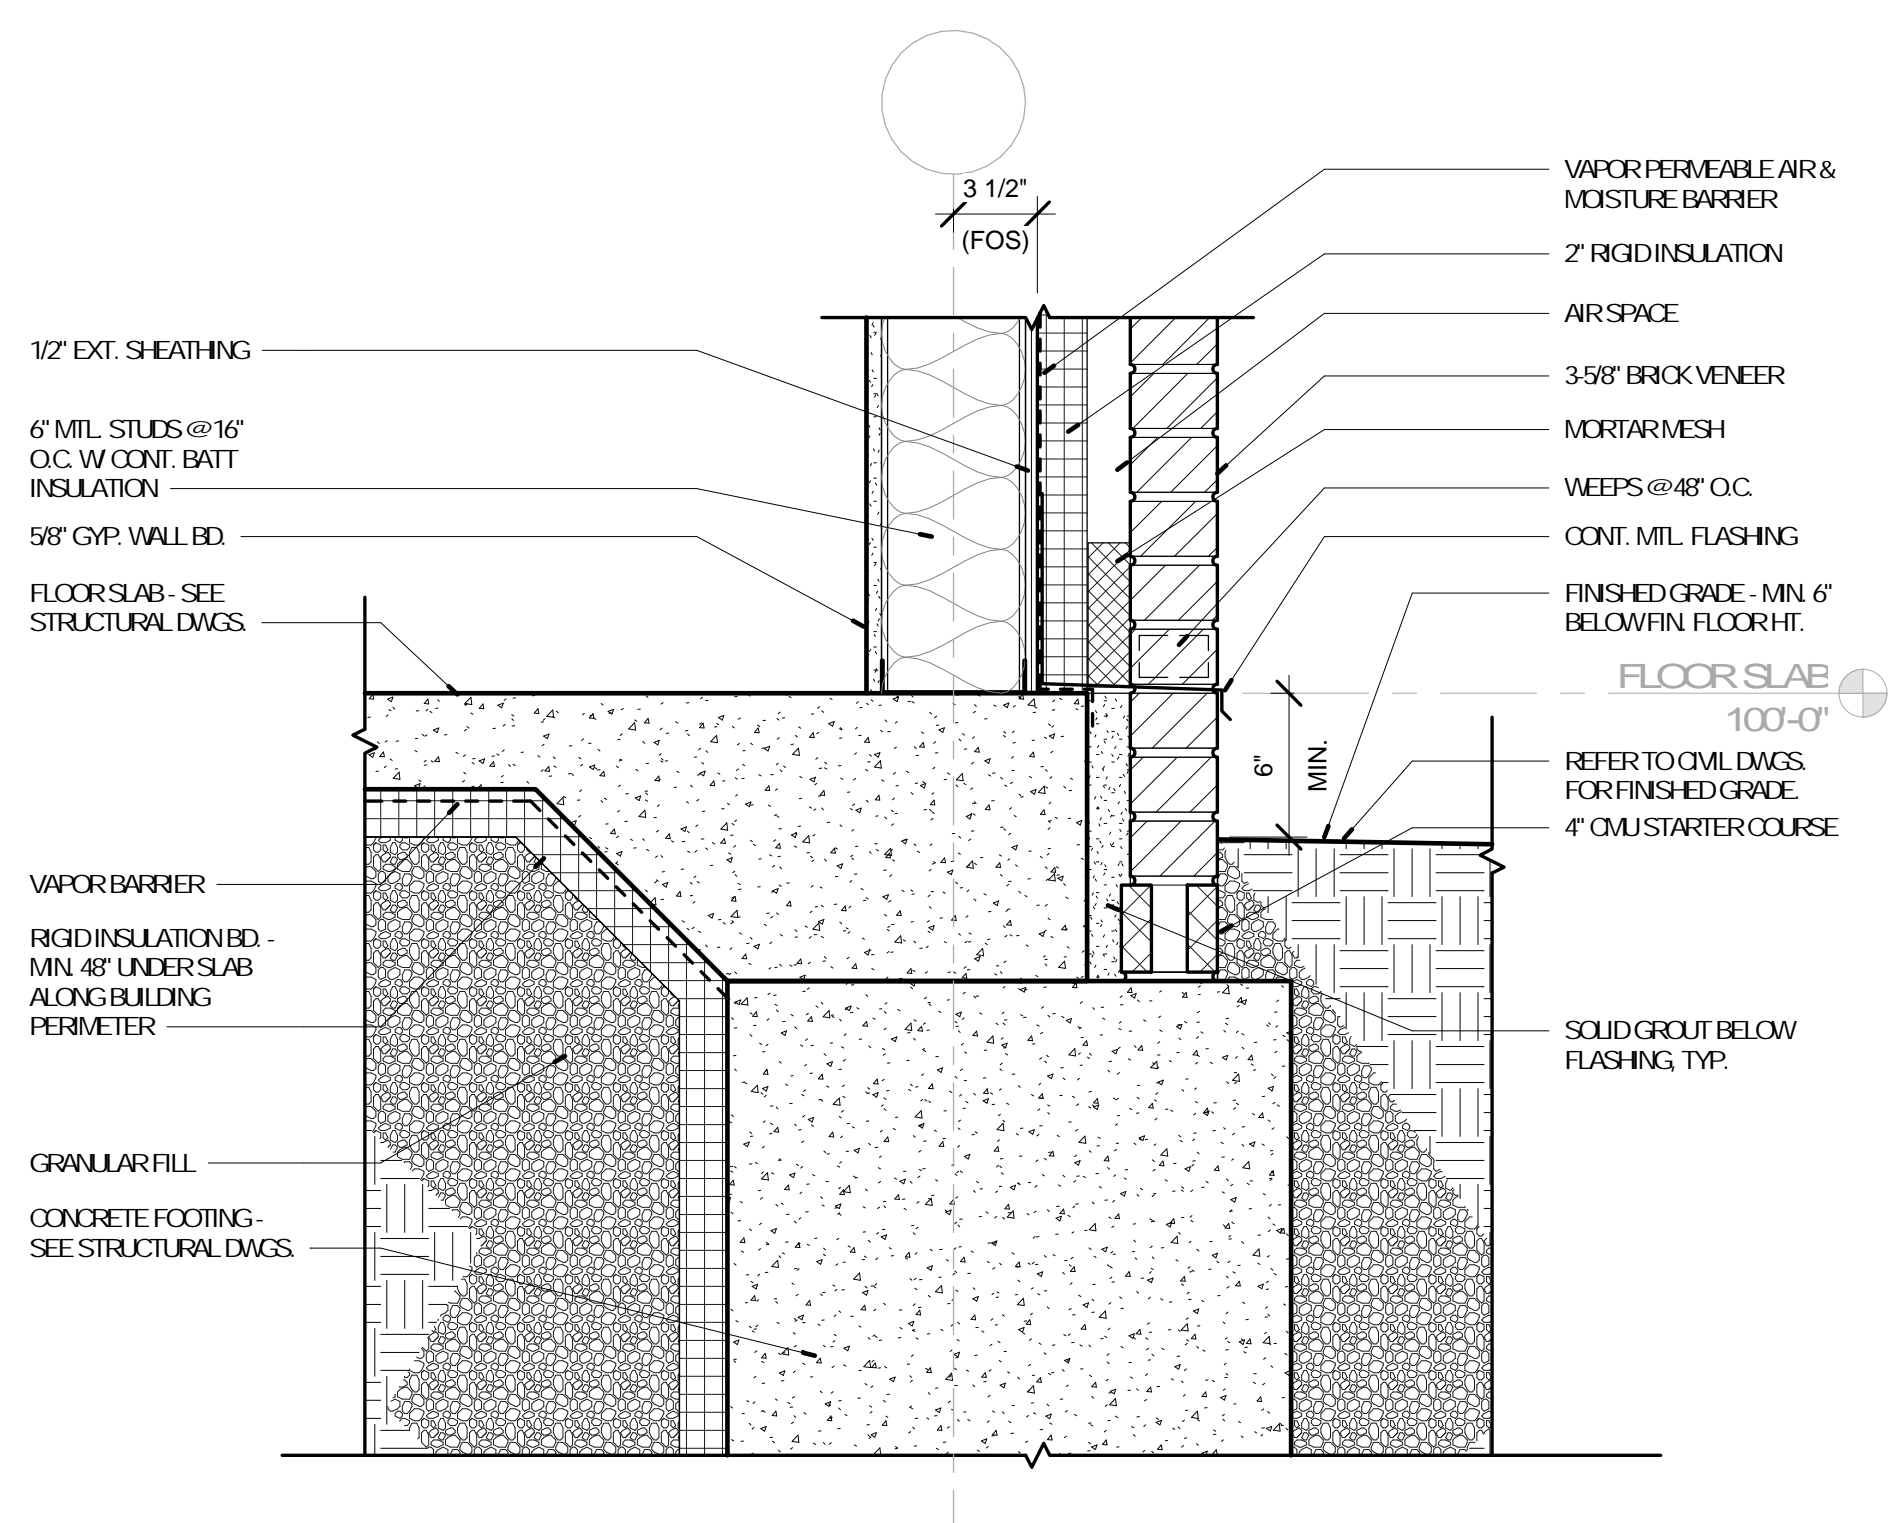 3 1/2"
(FOS)
1/2" EXT. SHEATHING
6" MTL. STUDS @ 16"
O.C. W/ CONT. BATT
INSULATION
5/8" GYP. WALL BD.
FLOOR SLAB - SEE
STRUCTURAL DWGS.
VAPOR BARRIER
RIGID INSULATION BD. -
MIN. 48" UNDER SLAB
ALONG BUILDING
PERIMETER
GRANULAR FILL
CONCRETE FOOTING -
SEE STRUCTURAL DWGS.
VAPOR PERMEABLE AIR &
MOISTURE BARRIER
2" RIGID INSULATION
AIR SPACE
3-5/8" BRICK VENEER
MORTAR MESH
WEEPS @ 48" O.C.
CONT. MTL. FLASHING
FINISHED GRADE - MIN. 6"
BELOW FIN. FLOOR HT.
FLOOR SLAB
100'-0"
6"
MIN.
REFER TO CIVIL DWGS.
FOR FINISHED GRADE.
4" CMU STARTER COURSE
SOLID GROUT BELOW
FLASHING, TYP.